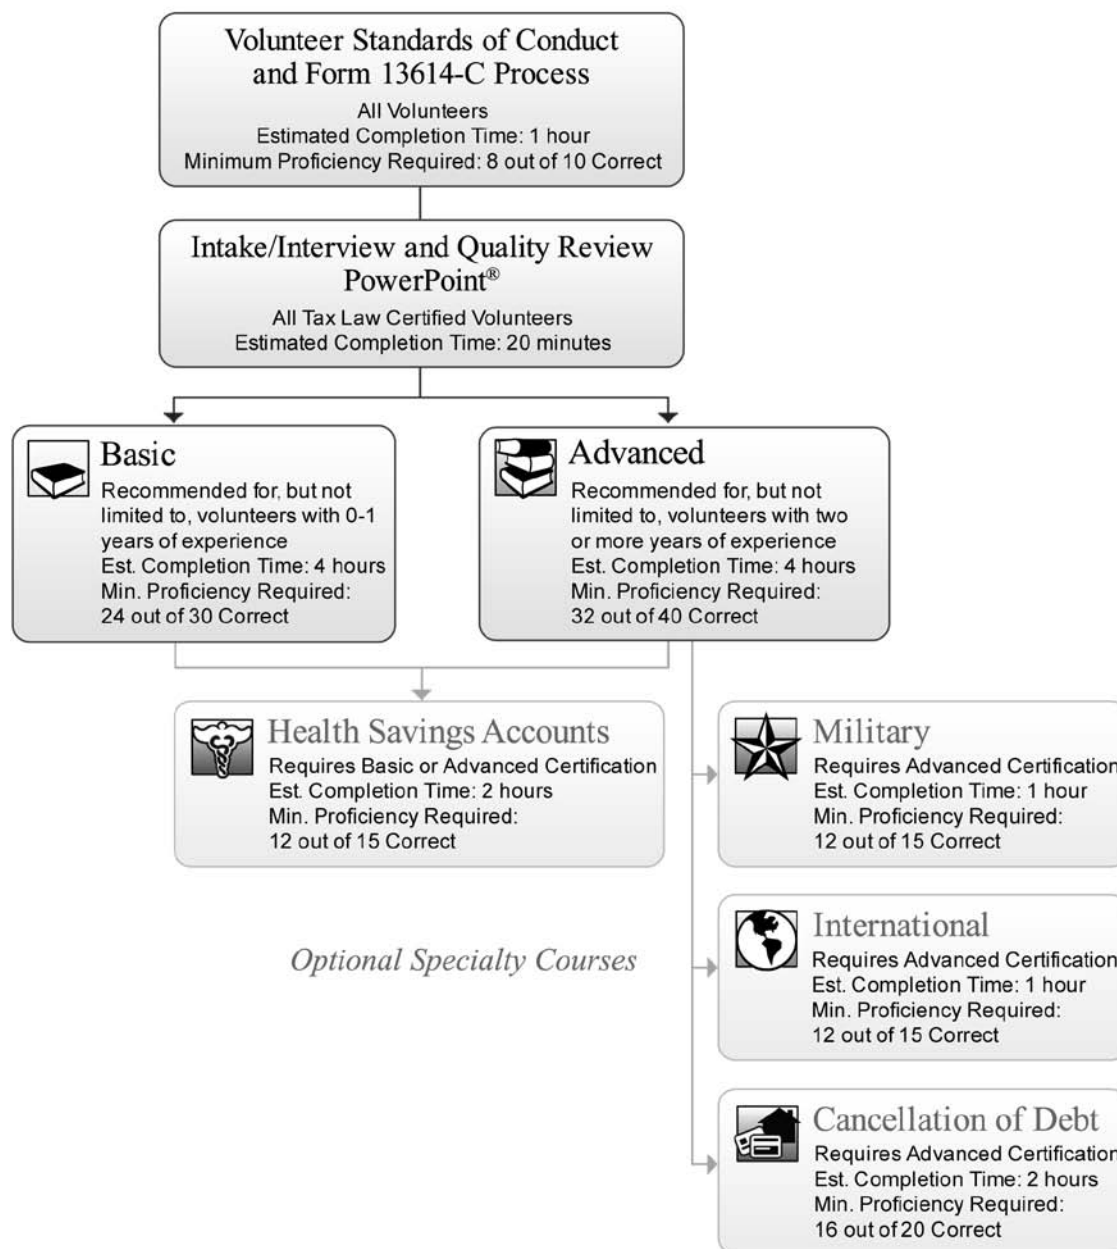 Volunteer Standards of Conduct
and Form 13614-C Process
All Volunteers
Estimated Completion Time: 1 hour
Minimum Proficiency Required: 8 out of 10 Correct
Intake/Interview and Quality Review
PowerPoint®
All Tax Law Certified Volunteers
Estimated Completion Time: 20 minutes
Basic
Recommended for, but not
limited to, volunteers with 0-1
years of experience
Est. Completion Time: 4 hours
Min. Proficiency Required:
24 out of 30 Correct
Advanced
Recommended for, but not
limited to, volunteers with two
or more years of experience
Est. Completion Time: 4 hours
Min. Proficiency Required:
32 out of 40 Correct
Health Savings Accounts
Requires Basic or Advanced Certification
Est. Completion Time: 2 hours
Min. Proficiency Required:
12 out of 15 Correct
Military
Requires Advanced Certification
Est. Completion Time: 1 hour
Min. Proficiency Required:
12 out of 15 Correct
Optional Specialty Courses
International
Requires Advanced Certification
Est. Completion Time: 1 hour
Min. Proficiency Required:
12 out of 15 Correct
Cancellation of Debt
Requires Advanced Certification
Est. Completion Time: 2 hours
Min. Proficiency Required:
16 out of 20 Correct